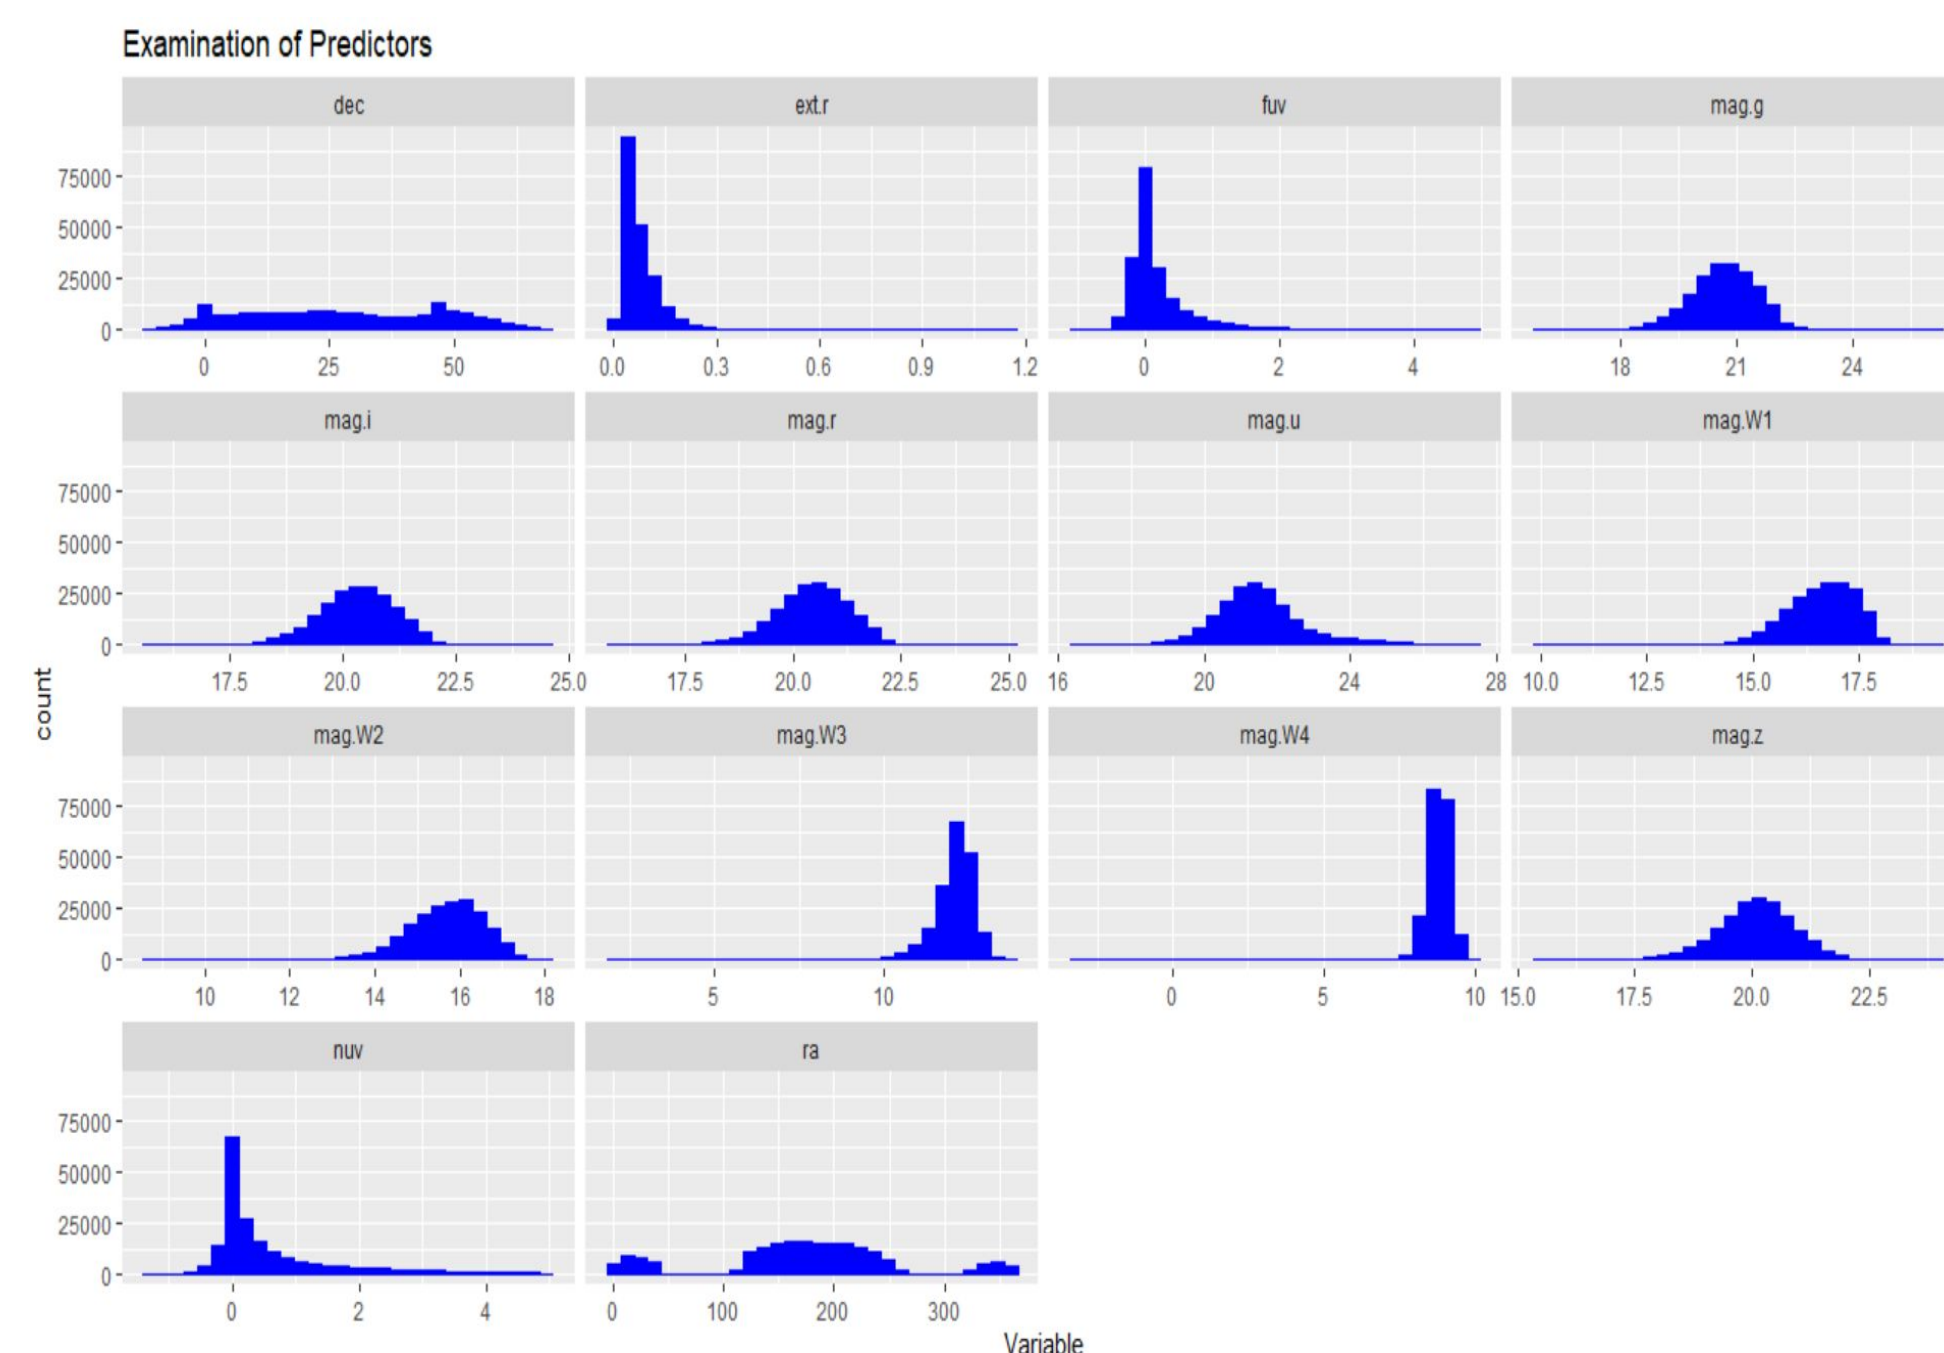 Examination of Predictors
dec ext.r fuv mag.g
75000
50000
25000
0
0 25 50 0.0 0.3 0.6 0.9 1.2 0 2 4 18 21 24
mag.i mag.r mag.u mag.W1
75000
50000
25000
0
17.5 20.0 22.5 25.0 17.5 20.0 22.5 25.0 16 20 24 28 10.0 12.5 15.0 17.5
count
mag.W2 mag.W3 mag.W4 mag.z
75000
50000
25000
0
10 12 14 16 18 5 10 0 5 10 15.0 17.5 20.0 22.5
nuv ra
75000
50000
25000
0
0 2 4 0 100 200 300
Variable